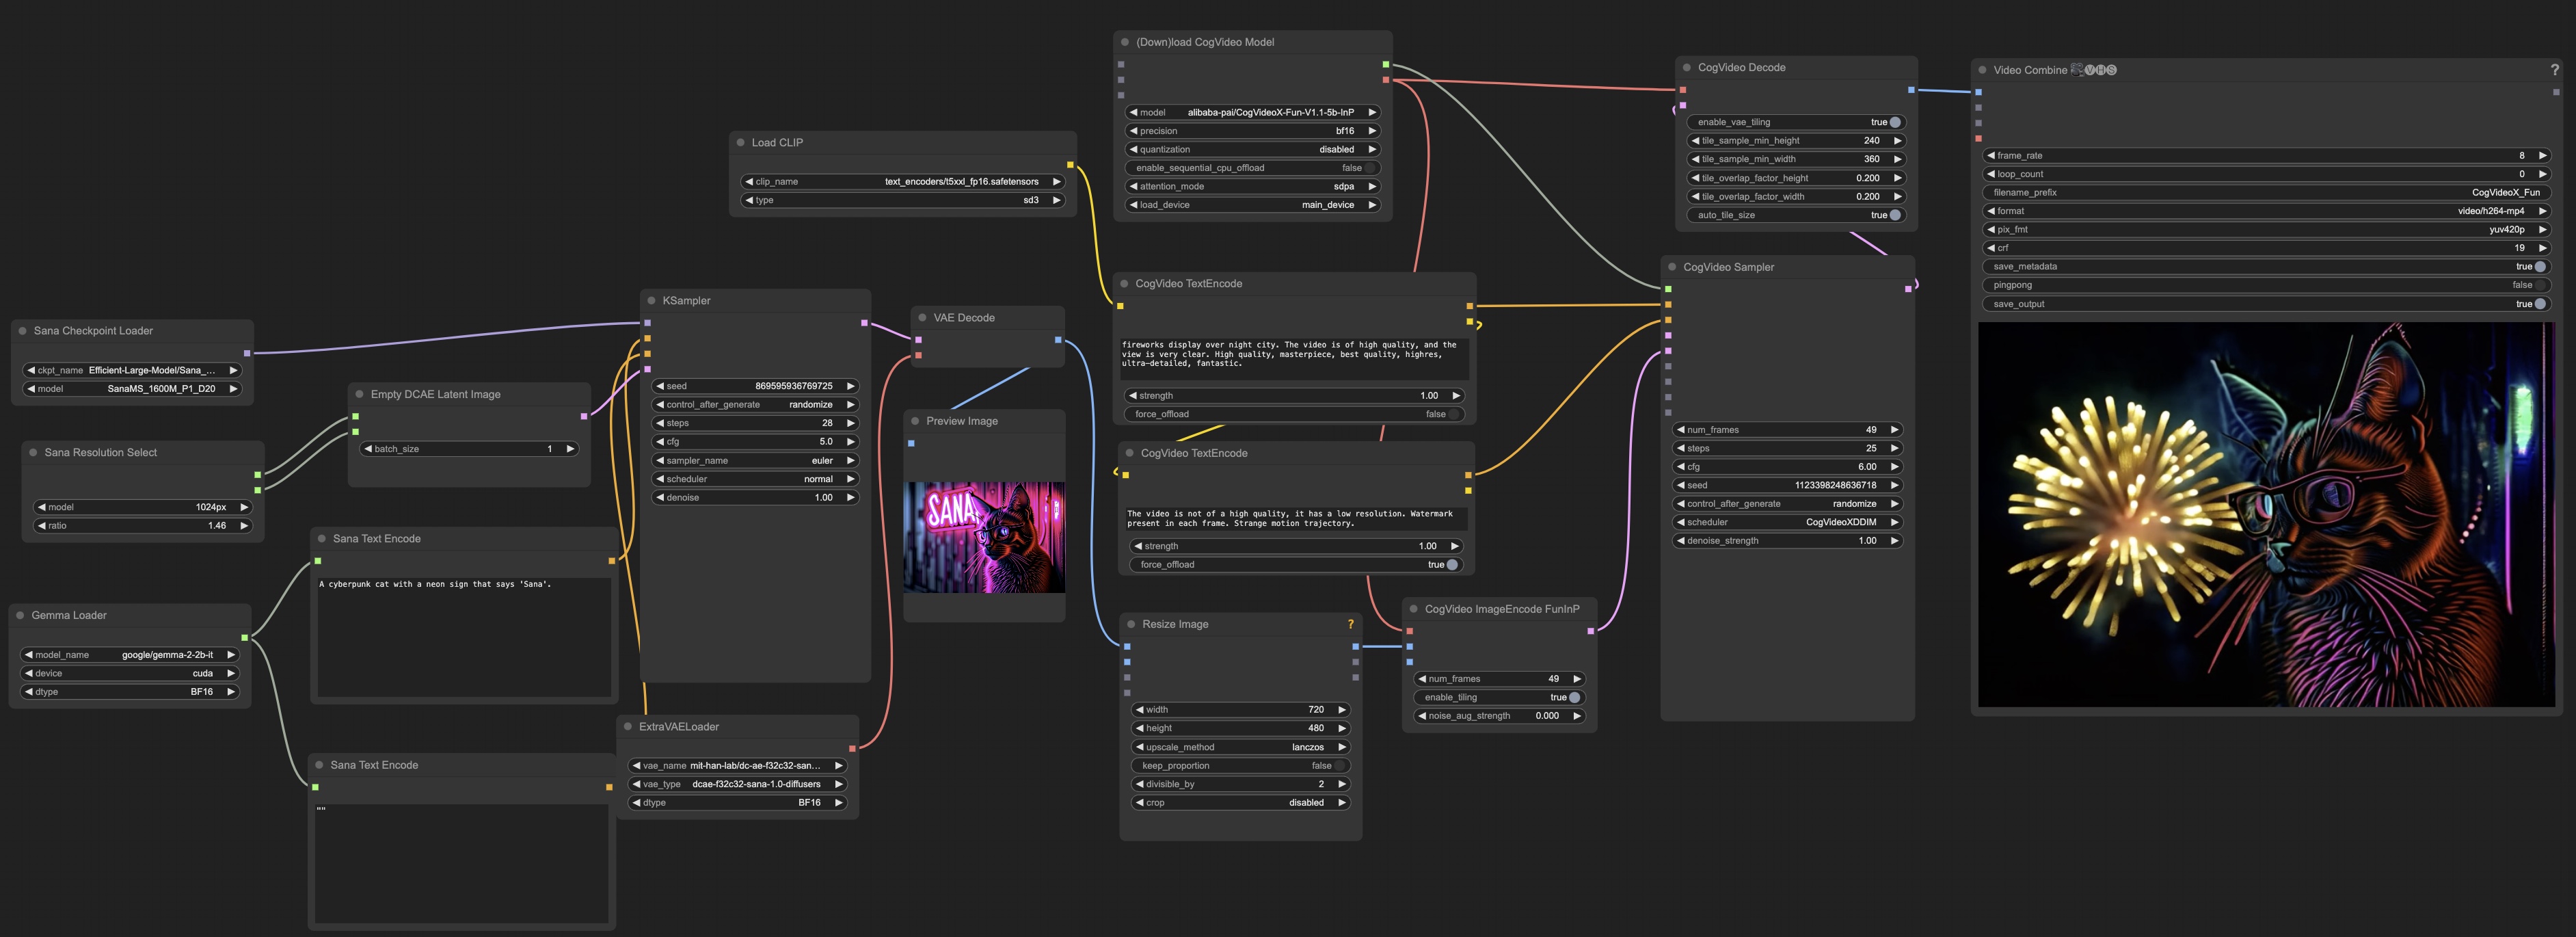 Sana Checkpoint Loader
ckpt_name Efficient-Large-Model/Sana_...
model SanaMS_1600M_P1_D20
Sana Resolution Select
model 1024px
ratio 1.46
Gemma Loader
model_name google/gemma-2-2b-it
device cuda
dtype BF16
Empty DCAE Latent Image
batch_size 1
Sana Text Encode
A cyberpunk cat with a neon sign that says 'Sana'.
Sana Text Encode
""
KSampler
seed 869595936769725
control_after_generate randomize
steps 28
cfg 5.0
sampler_name euler
scheduler normal
denoise 1.00
ExtraVAELoader
vae_name mit-han-lab/dc-ae-f32c32-san...
vae_type dcae-f32c32-sana-1.0-diffusers
dtype BF16
VAE Decode
Preview Image
SANA
Load CLIP
clip_name text_encoders/t5xxl_fp16.safetensors
type sd3
(Down)load CogVideo Model
model alibaba-pai/CogVideoX-Fun-V1.1-5b-InP
precision bf16
quantization disabled
enable_sequential_cpu_offload false
attention_mode sdpa
load_device main_device
CogVideo TextEncode
fireworks display over night city. The video is of high quality, and the
view is very clear. High quality, masterpiece, best quality, highres,
ultra-detailed, fantastic.
strength 1.00
force_offload false
CogVideo TextEncode
The video is not of a high quality, it has a low resolution. Watermark
present in each frame. Strange motion trajectory.
strength 1.00
force_offload true
Resize Image ?
width 720
height 480
upscale_method lanczos
keep_proportion false
divisible_by 2
crop disabled
CogVideo ImageEncode FunInP
num_frames 49
enable_tiling true
noise_aug_strength 0.000
CogVideo Decode
enable_vae_tiling true
tile_sample_min_height 240
tile_sample_min_width 360
tile_overlap_factor_height 0.200
tile_overlap_factor_width 0.200
auto_tile_size true
CogVideo Sampler
num_frames 49
steps 25
cfg 6.00
seed 1123398248636718
control_after_generate randomize
scheduler CogVideoXDDIM
denoise_strength 1.00
Video Combine 🎥🅥🅗🅢 ?
frame_rate 8
loop_count 0
filename_prefix CogVideoX_Fun
format video/h264-mp4
pix_fmt yuv420p
crf 19
save_metadata true
pingpong false
save_output true